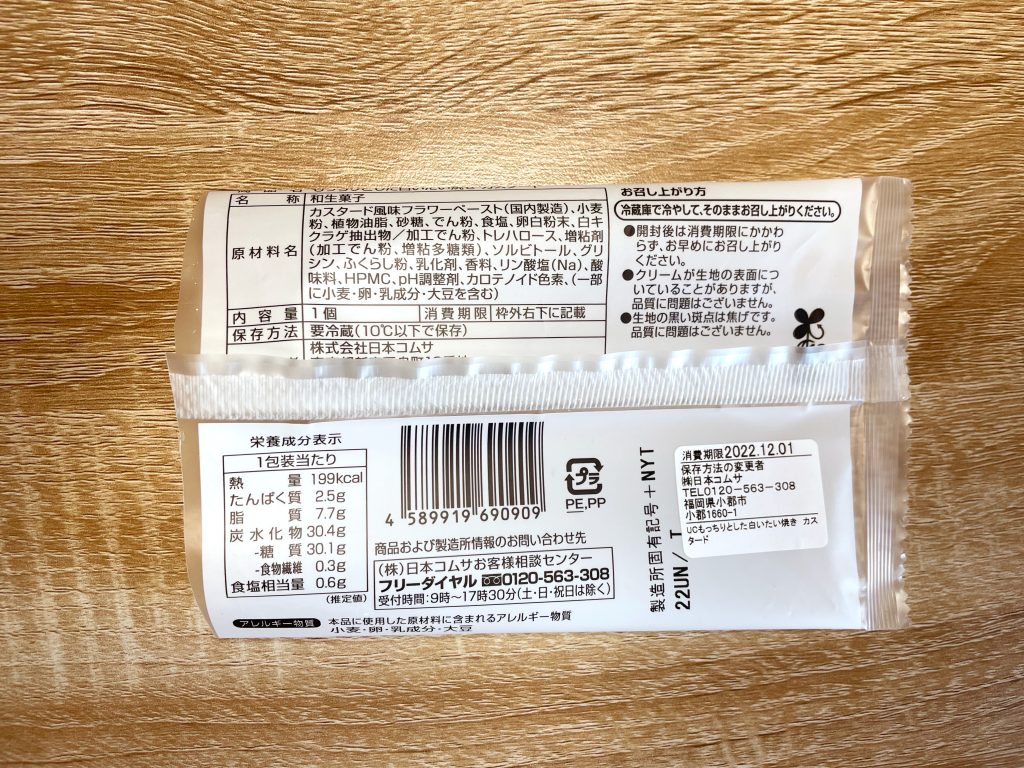 名　　称 和生菓子
原材料名
カスタード風味フラワーペースト(国内製造)、小麦
粉、植物油脂、砂糖、でん粉、食塩、卵白粉末、白キ
クラゲ抽出物/加工でん粉、トレハロース、増粘剤
(加工でん粉、増粘多糖類)、ソルビトール、グリ
シン、ふくらし粉、乳化剤、香料、リン酸塩(Na)、酸
味料、HPMC、pH調整剤、カロテノイド色素、(一部
に小麦・卵・乳成分・大豆を含む)
内容量 1個 消費期限 枠外右下に記載
保存方法 要冷蔵(10℃以下で保存)
株式会社日本コムサ
お召し上がり方
冷蔵庫で冷やして、そのままお召し上がりください。
●開封後は消費期限にかかわ
らず、お早めにお召し上がり
ください。
●クリームが生地の表面につ
いていることがありますが、
品質に問題はございません。
●生地の黒い斑点は焦げです。
品質に問題はございません。
栄養成分表示
1包装当たり
熱量 199kcal
たんぱく質 2.5g
脂質 7.7g
炭水化物 30.4g
-糖質 30.1g
-食物繊維 0.3g
食塩相当量 0.6g
(推定値)
4 589919 690909
プラ
PE,PP
商品および製造所情報のお問い合わせ先
(株)日本コムサお客様相談センター
フリーダイヤル 0120-563-308
受付時間:9時～17時30分(土・日・祝日は除く)
アレルギー物質 本品に使用した原材料に含まれるアレルギー物質
小麦・卵・乳成分・大豆
製造所固有記号+NYT
22UN/ T
消費期限2022.12.01
保存方法の変更者
㈱日本コムサ
TEL0120-563-308
福岡県小郡市
小郡1660-1
UCもっちりとした白いたい焼き カス
タード